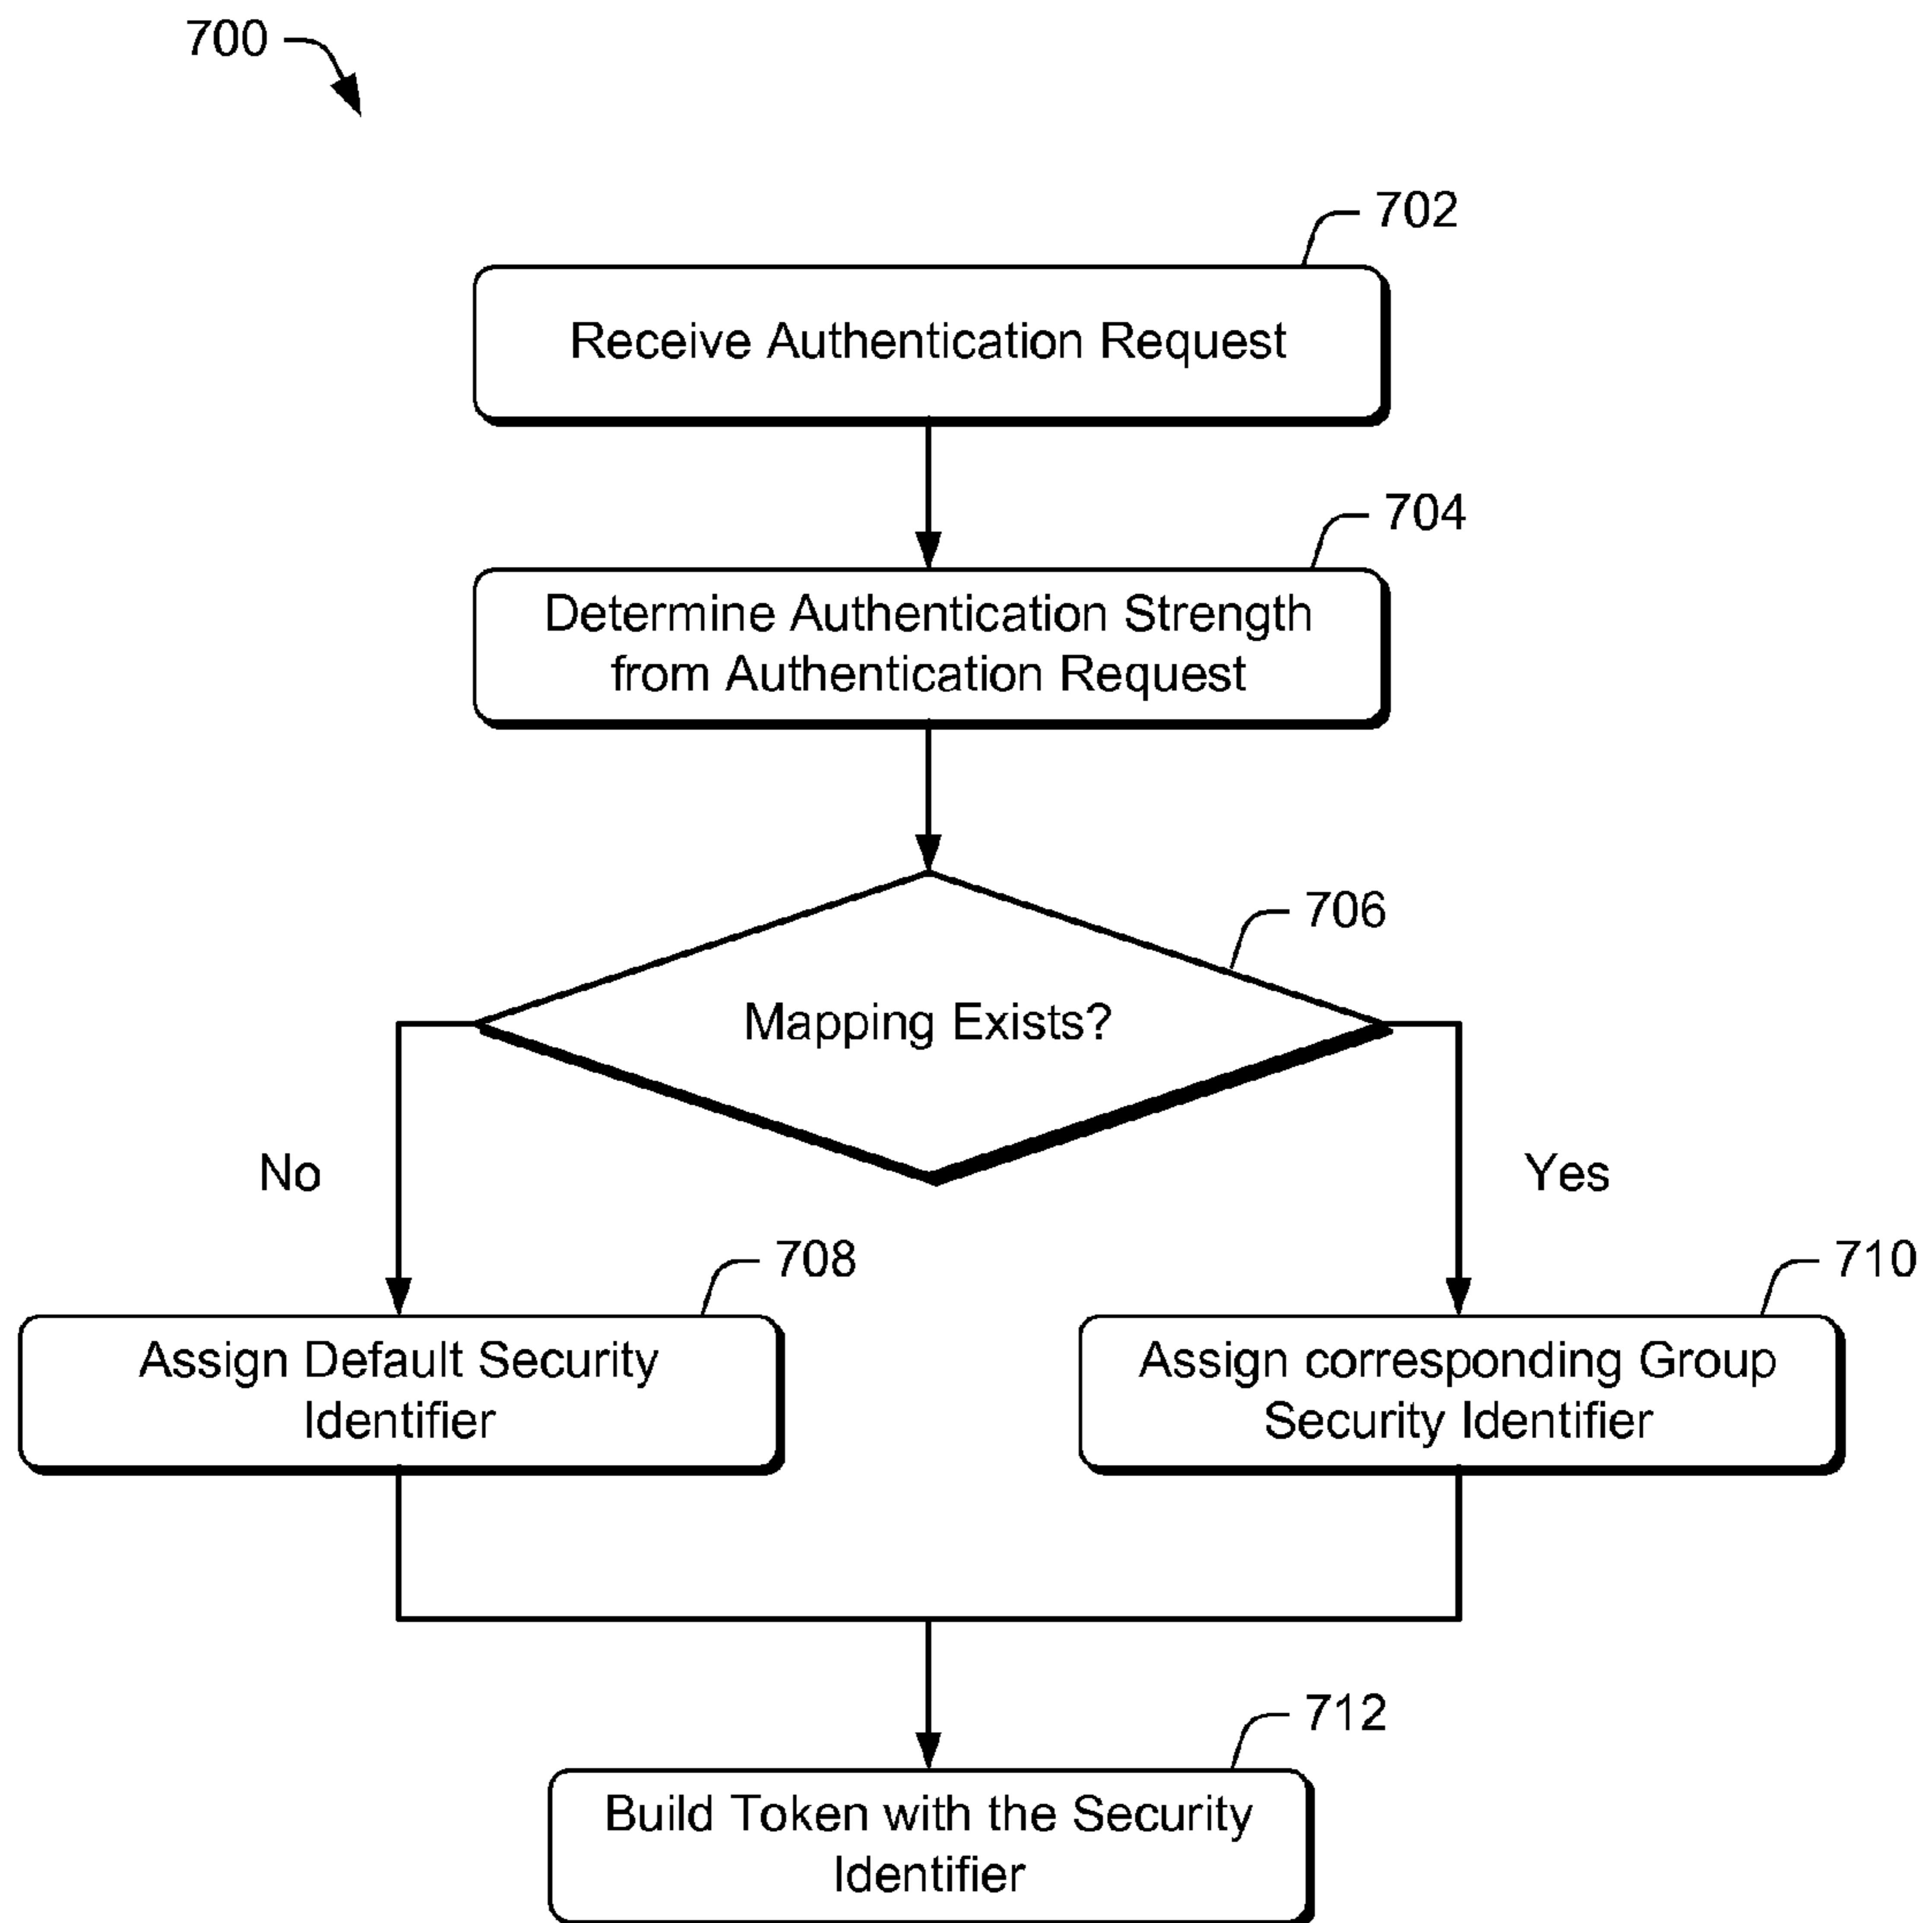 700
702
Receive Authentication Request
704
Determine Authentication Strength
from Authentication Request
706
Mapping Exists?
No
Yes
708
710
Assign Default Security
Identifier
Assign corresponding Group
Security Identifier
712
Build Token with the Security
Identifier